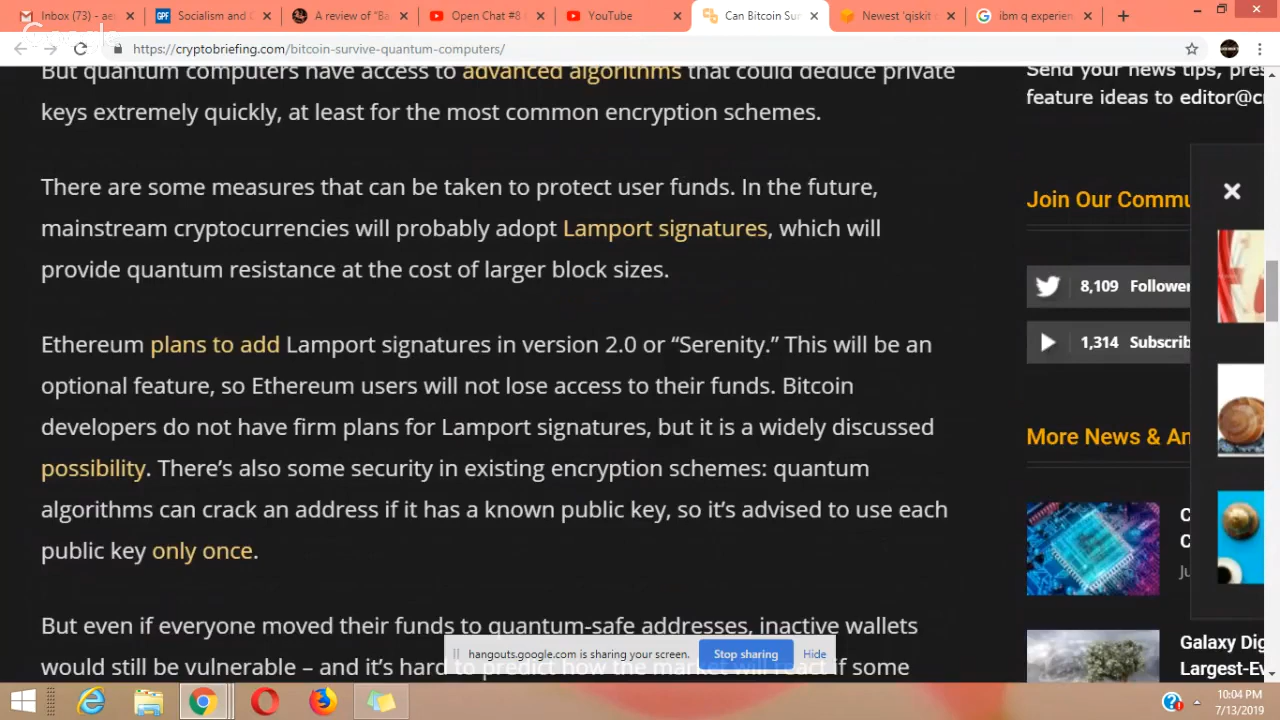 Inbox (73) - aes
Socialism and C
A review of "Ba
Open Chat #8 (
YouTube
Can Bitcoin Sur
Newest 'qiskit
ibm q experien
https://cryptobriefing.com/bitcoin-survive-quantum-computers/
But quantum computers have access to advanced algorithms that could deduce private
keys extremely quickly, at least for the most common encryption schemes.
There are some measures that can be taken to protect user funds. In the future,
mainstream cryptocurrencies will probably adopt Lamport signatures, which will
provide quantum resistance at the cost of larger block sizes.
Ethereum plans to add Lamport signatures in version 2.0 or “Serenity.” This will be an
optional feature, so Ethereum users will not lose access to their funds. Bitcoin
developers do not have firm plans for Lamport signatures, but it is a widely discussed
possibility. There’s also some security in existing encryption schemes: quantum
algorithms can crack an address if it has a known public key, so it’s advised to use each
public key only once.
But even if everyone moved their funds to quantum-safe addresses, inactive wallets
would still be vulnerable – and it’s hard to predict how the market will react if some
Send your news tips, pres
feature ideas to editor@c
Join Our Commu
8,109 Follower
1,314 Subscrib
More News & An
C
C
Ju
Galaxy Dig
Largest-Ev
hangouts.google.com is sharing your screen.
Stop sharing
Hide
10:04 PM
7/13/2019